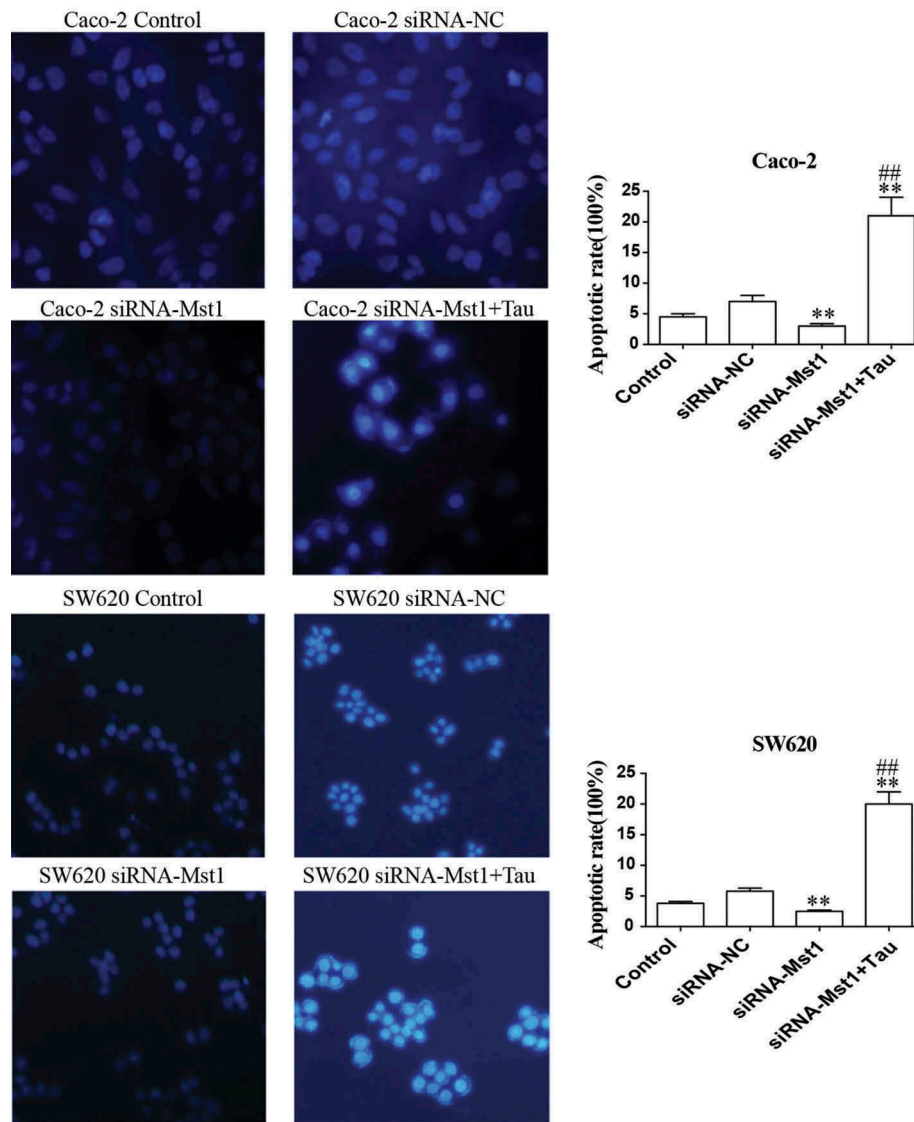 Caco-2 Control
Caco-2 siRNA-NC
Caco-2 siRNA-Mst1
Caco-2 siRNA-Mst1+Tau
Caco-2
Apoptotic rate(100%)
25
20
15
10
5
0
**
##
**
Control
siRNA-NC
siRNA-Mst1
siRNA-Mst1+Tau
SW620 Control
SW620 siRNA-NC
SW620 siRNA-Mst1
SW620 siRNA-Mst1+Tau
SW620
Apoptotic rate(100%)
25
20
15
10
5
0
**
##
**
Control
siRNA-NC
siRNA-Mst1
siRNA-Mst1+Tau